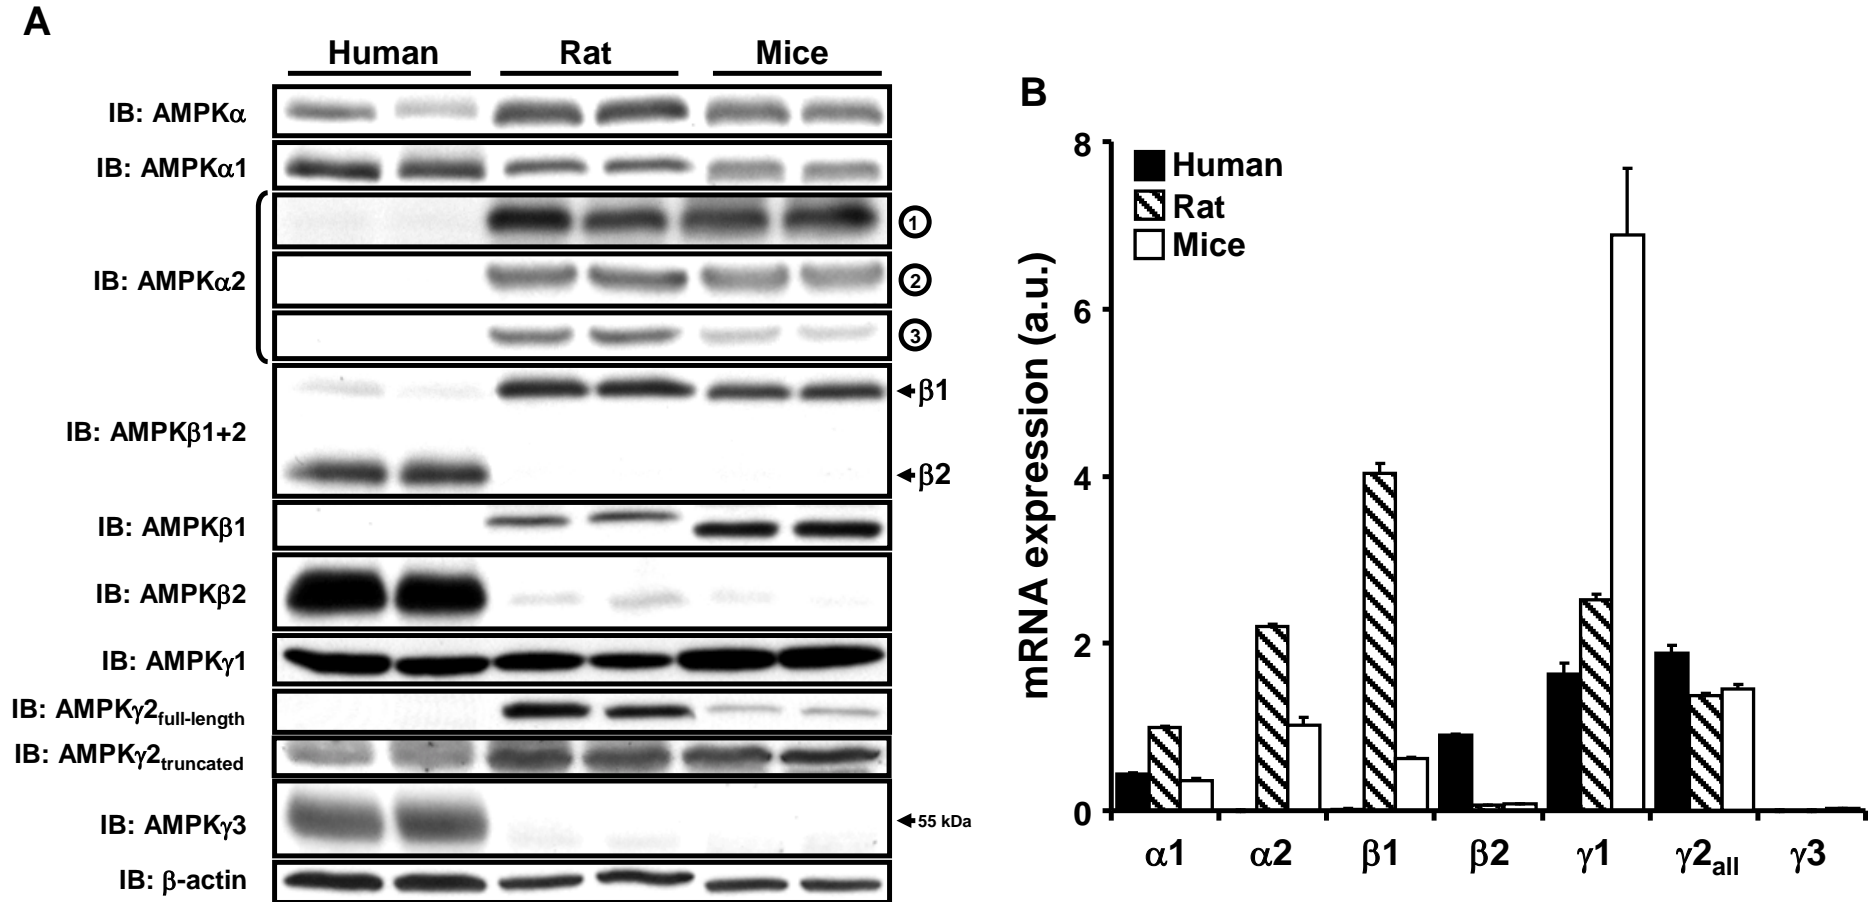 A
Human Rat Mice
IB: AMPKα
IB: AMPKα1
IB: AMPKα2
1
2
3
IB: AMPKβ1+2
β1
β2
IB: AMPKβ1
IB: AMPKβ2
IB: AMPKγ1
IB: AMPKγ2full-length
IB: AMPKγ2truncated
IB: AMPKγ3
55 kDa
IB: β-actin
B
mRNA expression (a.u.)
8
6
4
2
0
Human
Rat
Mice
α1 α2 β1 β2 γ1 γ2all γ3